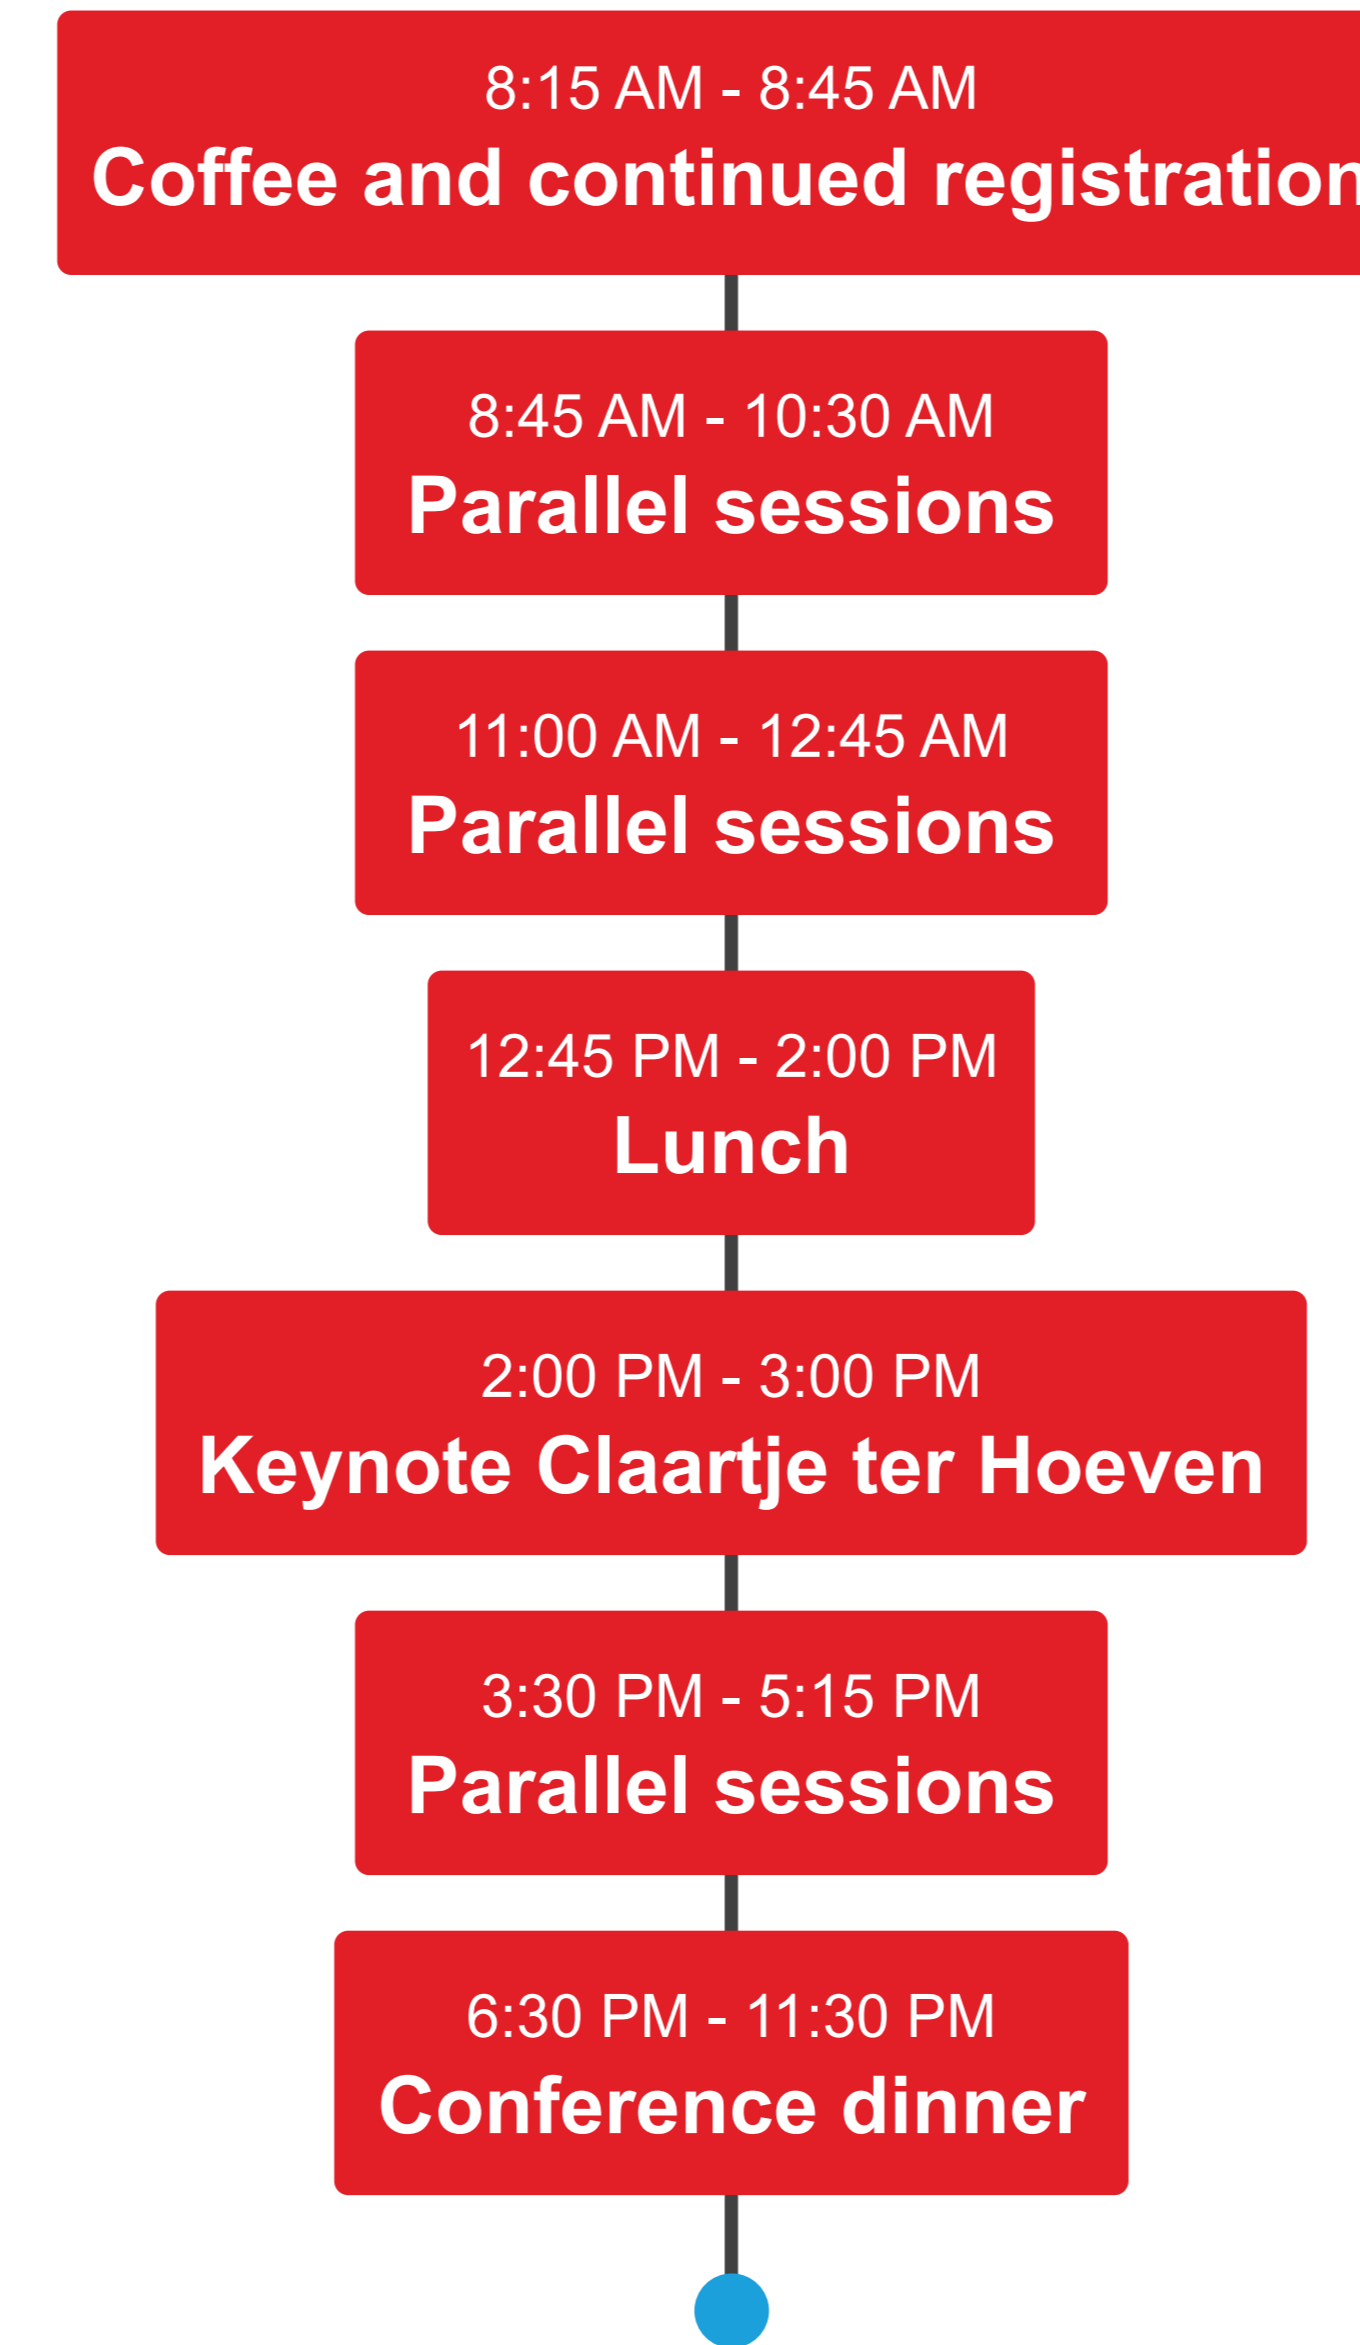 8:15 AM - 8:45 AM
Coffee and continued registration
8:45 AM - 10:30 AM
Parallel sessions
11:00 AM - 12:45 AM
Parallel sessions
12:45 PM - 2:00 PM
Lunch
2:00 PM - 3:00 PM
Keynote Claartje ter Hoeven
3:30 PM - 5:15 PM
Parallel sessions
6:30 PM - 11:30 PM
Conference dinner